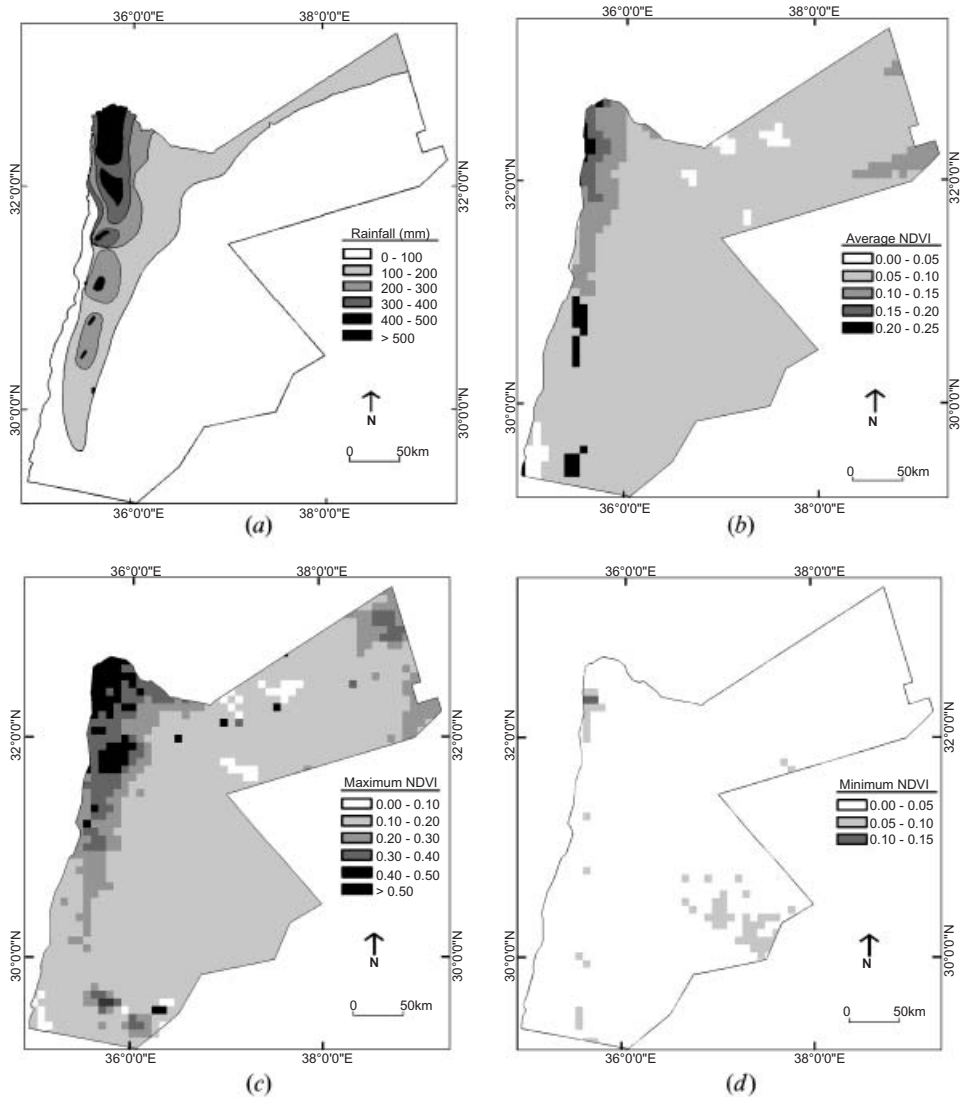 36°0'0"E 38°0'0"E
32°0'0"N 32°0'0"N
30°0'0"N 30°0'0"N
Rainfall (mm)
0 - 100
100 - 200
200 - 300
300 - 400
400 - 500
> 500
N
0 50km
36°0'0"E 38°0'0"E
(a)
36°0'0"E 38°0'0"E
32°0'0"N 32°0'0"N
30°0'0"N 30°0'0"N
Average NDVI
0.00 - 0.05
0.05 - 0.10
0.10 - 0.15
0.15 - 0.20
0.20 - 0.25
N
0 50km
36°0'0"E 38°0'0"E
(b)
36°0'0"E 38°0'0"E
32°0'0"N 32°0'0"N
30°0'0"N 30°0'0"N
Maximum NDVI
0.00 - 0.10
0.10 - 0.20
0.20 - 0.30
0.30 - 0.40
0.40 - 0.50
> 0.50
N
0 50km
36°0'0"E 38°0'0"E
(c)
36°0'0"E 38°0'0"E
32°0'0"N 32°0'0"N
30°0'0"N 30°0'0"N
Minimum NDVI
0.00 - 0.05
0.05 - 0.10
0.10 - 0.15
N
0 50km
36°0'0"E 38°0'0"E
(d)